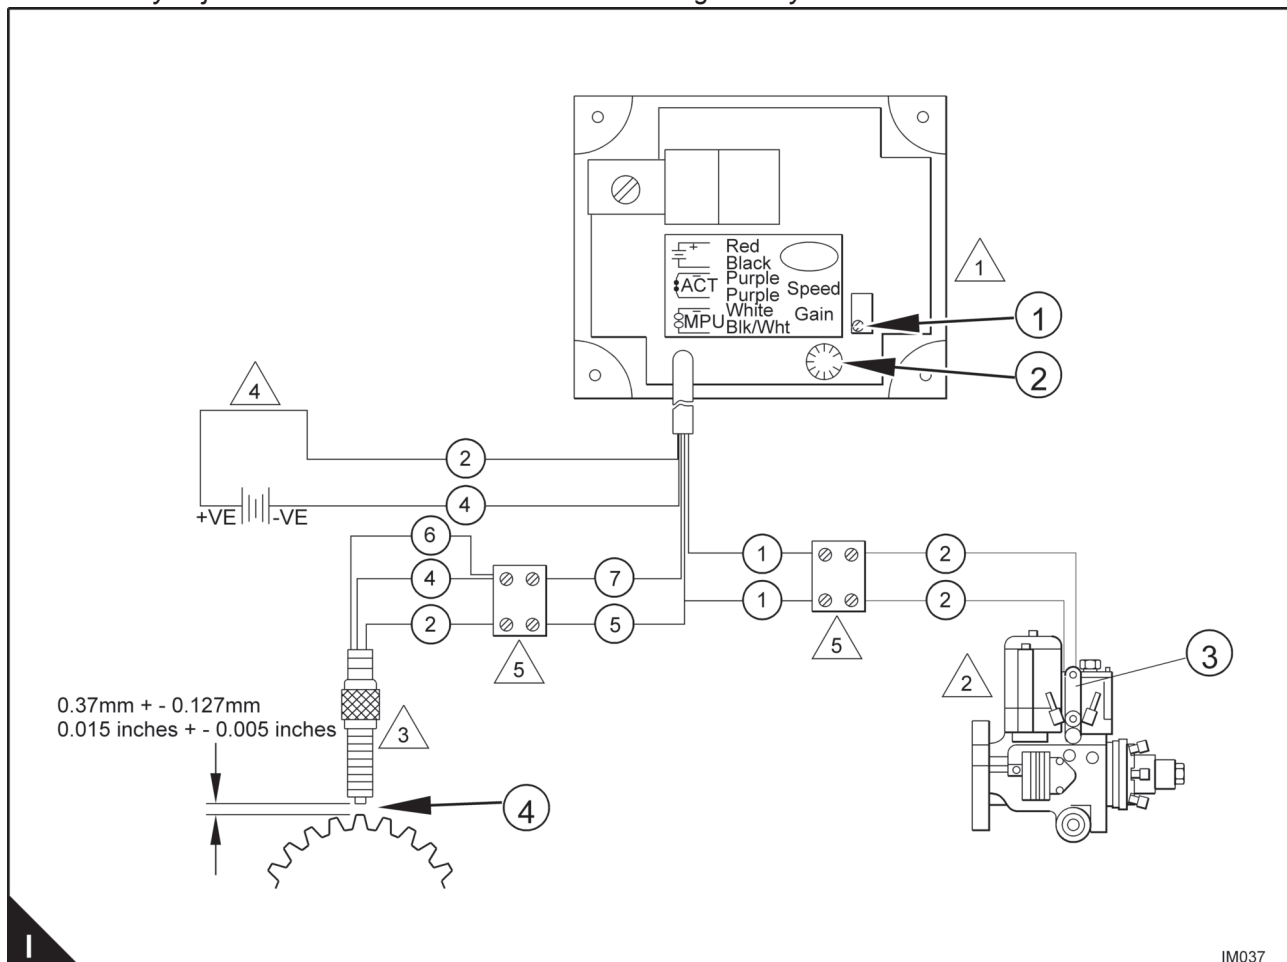 Red
Black
ACT Purple
Purple
Speed
MPU White
Blk/Wht
Gain
1
1
2
4
2
4
+VE -VE
6
4
7
2
5
5
1
2
1
2
5
2
3
0.37mm + - 0.127mm
0.015 inches + - 0.005 inches
3
4
I
IM037